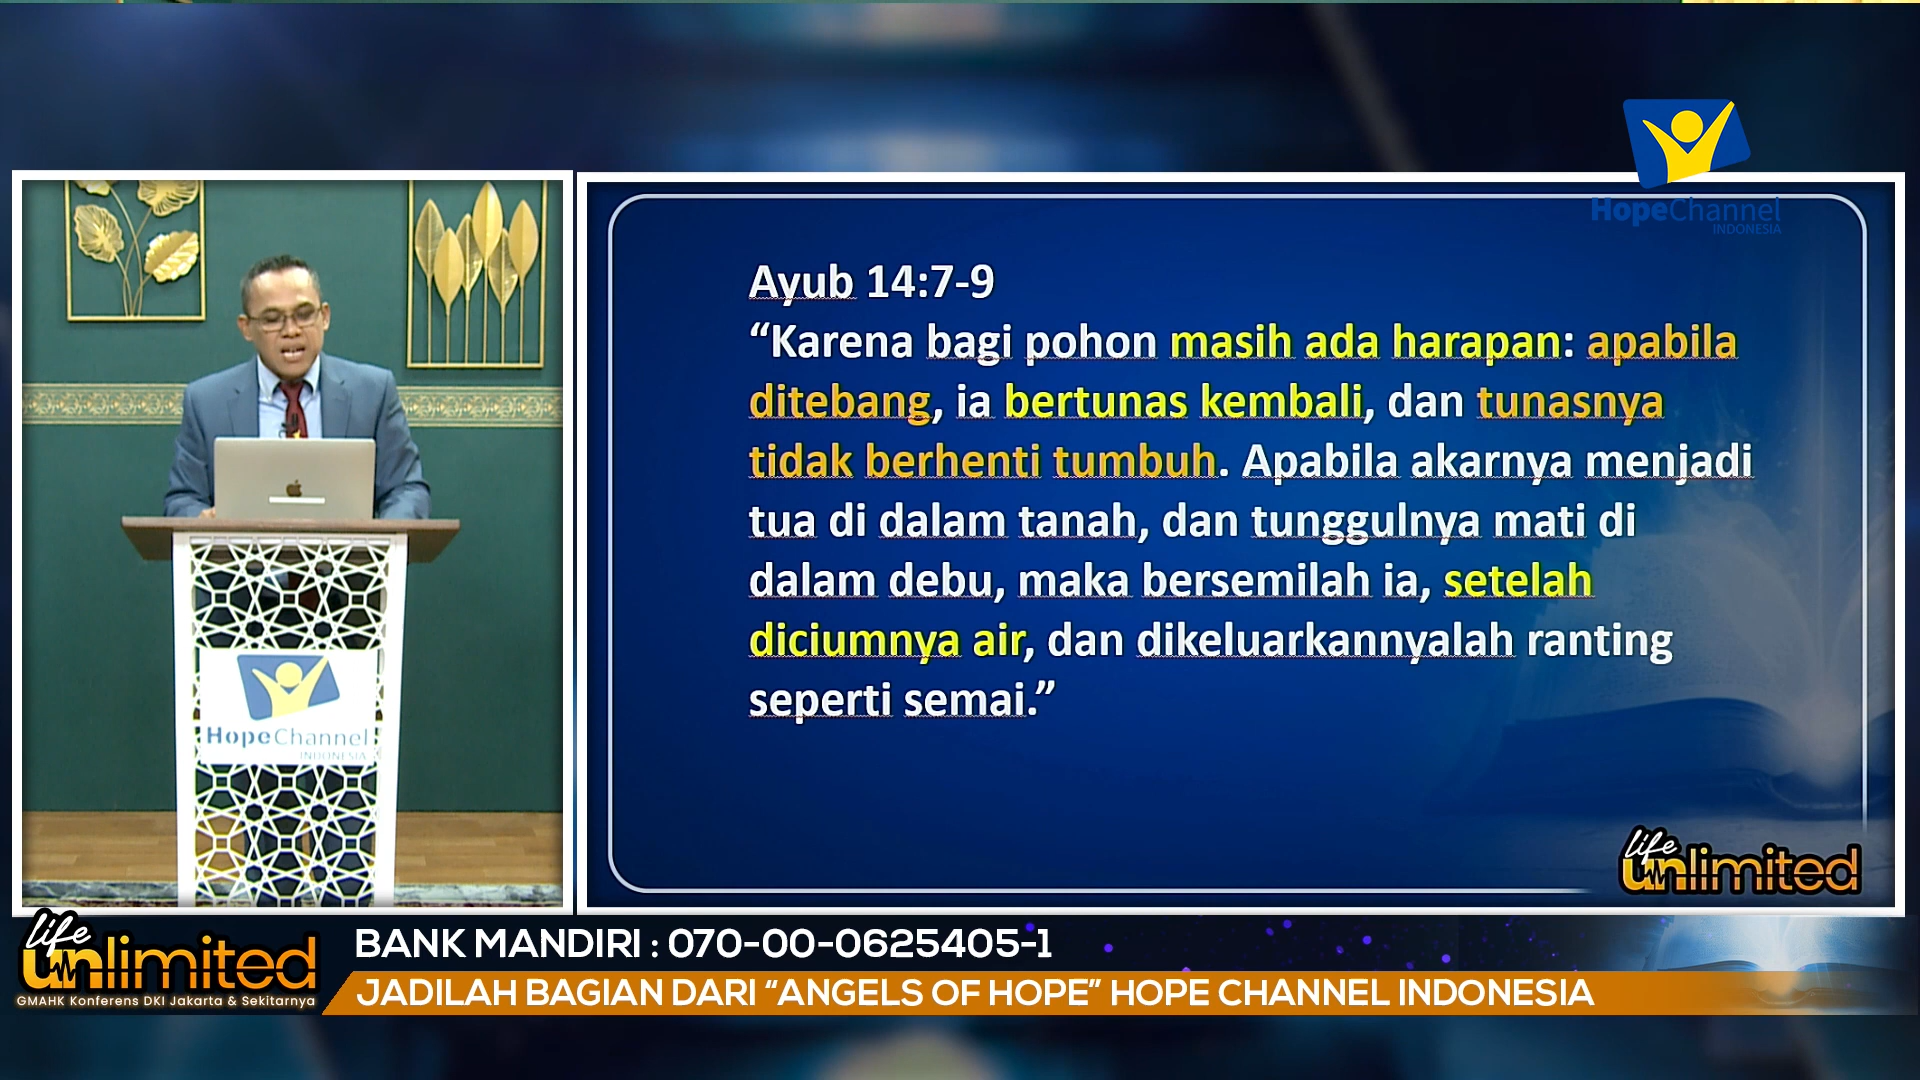 HopeChannel
INDONESIA
Ayub 14:7-9
“Karena bagi pohon masih ada harapan: apabila
ditebang, ia bertunas kembali, dan tunasnya
tidak berhenti tumbuh. Apabila akarnya menjadi
tua di dalam tanah, dan tunggulnya mati di
dalam debu, maka bersemilah ia, setelah
diciumnya air, dan dikeluarkannyalah ranting
seperti semai.”
life
unlimited
HopeChannel
INDONESIA
life
unlimited
GMAHK Konferens DKI Jakarta & Sekitarnya
BANK MANDIRI : 070-00-0625405-1
JADILAH BAGIAN DARI “ANGELS OF HOPE” HOPE CHANNEL INDONESIA